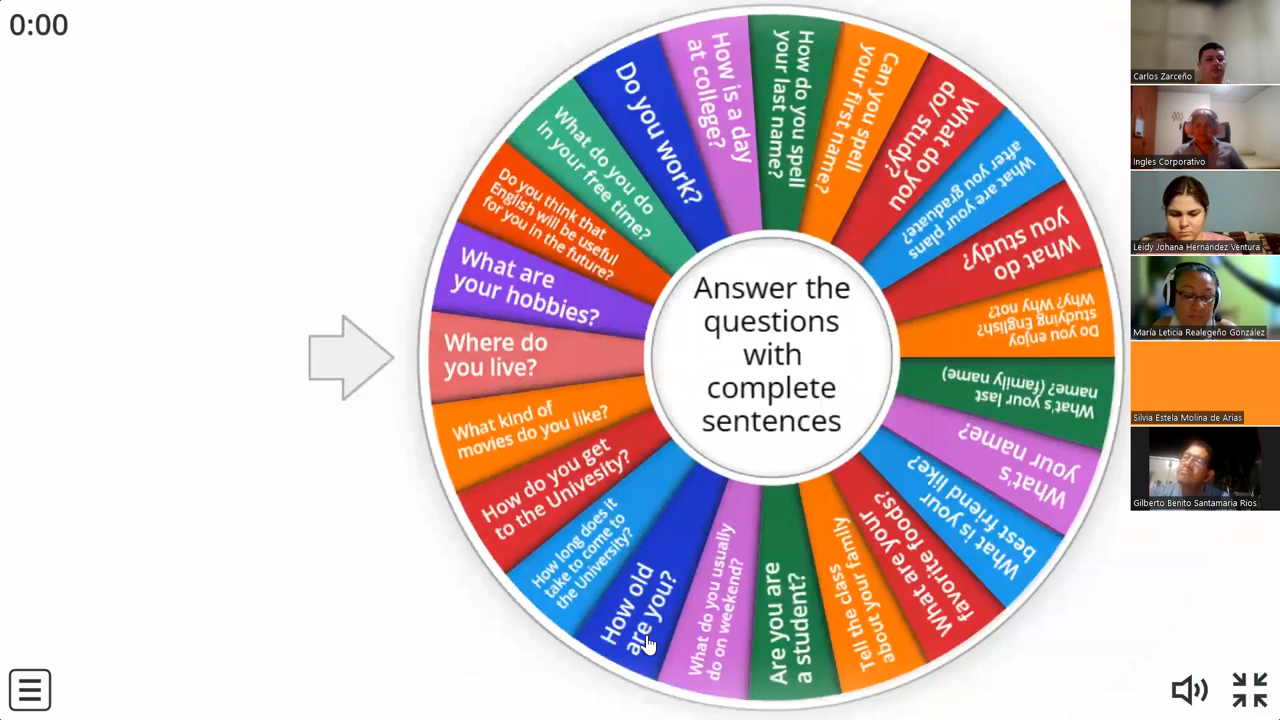 0:00
How do you spell
your last name?
Can you spell
your first name?
What do you
do/ study?
What are your plans
after you graduate?
What do
you study?
Do you enjoy
studying English?
Why? Why not?
What's your last
name? (family name)
What's
your name?
What is your
best friend like?
What are your
favorite foods?
Tell the class
about your family
Are you are
a student?
What do you usually
do on weekend?
How old
are you?
How long does it
take to come to
the University?
How do you get
to the Univesity?
What kind of
movies do you like?
Where do
you live?
What are
your hobbies?
Do you think that
English will be useful
for you in the future?
What do you do
In your free time?
Do you work?
How is a day
at college?
Answer the
questions
with
complete
sentences
Carlos Zarceño
Ingles Corporativo
Leidy Johana Hernández Ventura
María Leticia Realegeño González
Silvia Estela Molina de Arias
Gilberto Benito Santamaria Rios